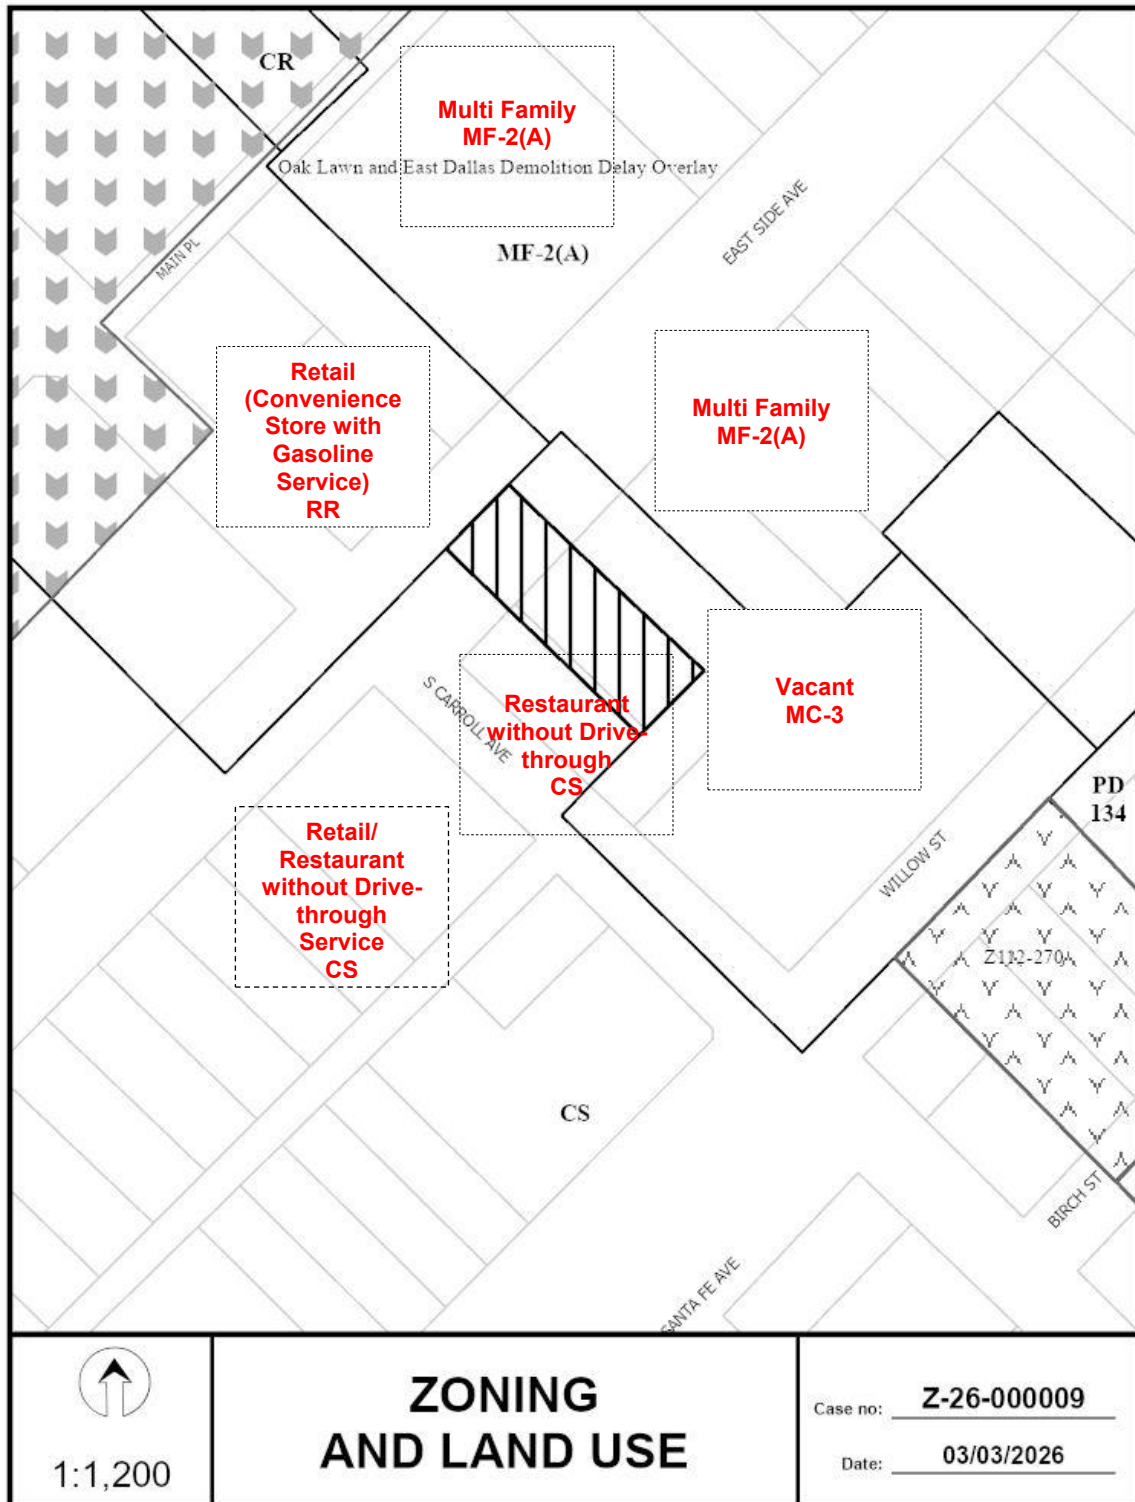 CR
Multi Family
MF-2(A)
Oak Lawn and East Dallas Demolition Delay Overlay
MF-2(A)
EAST SIDE AVE
MAIN PL
Retail
(Convenience
Store with
Gasoline
Service)
RR
Multi Family
MF-2(A)
S CARROLL AVE
Restaurant
without Drive-
through
CS
Vacant
MC-3
PD
134
Retail/
Restaurant
without Drive-
through
Service
CS
WILLOW ST
Z112-270
CS
BIRCH ST
SANTA FE AVE
1:1,200
ZONING
AND LAND USE
Case no: Z-26-000009
Date: 03/03/2026